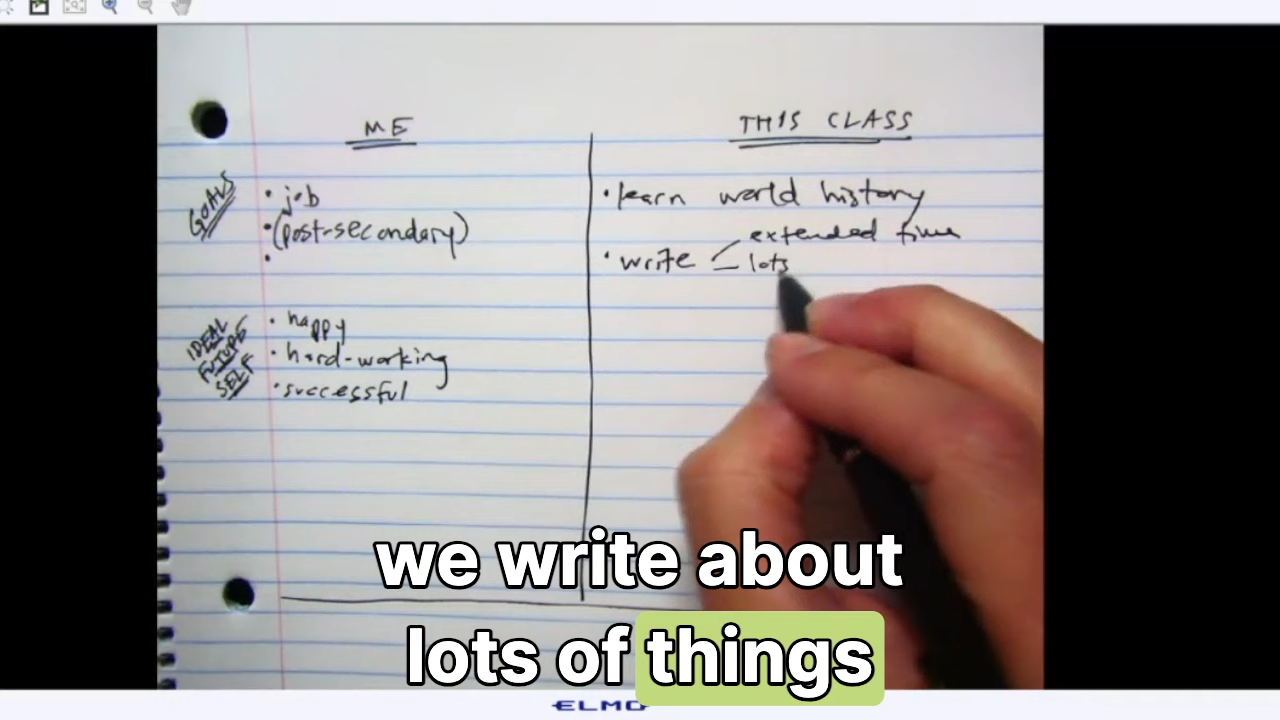 ME
THIS CLASS
GOALS
• job
• (post-secondary)
•
• learn world history
• write
extended time
lots
IDEAL
FUTURE
SELF
• happy
• hard-working
• successful
we write about
lots of things
ELMO